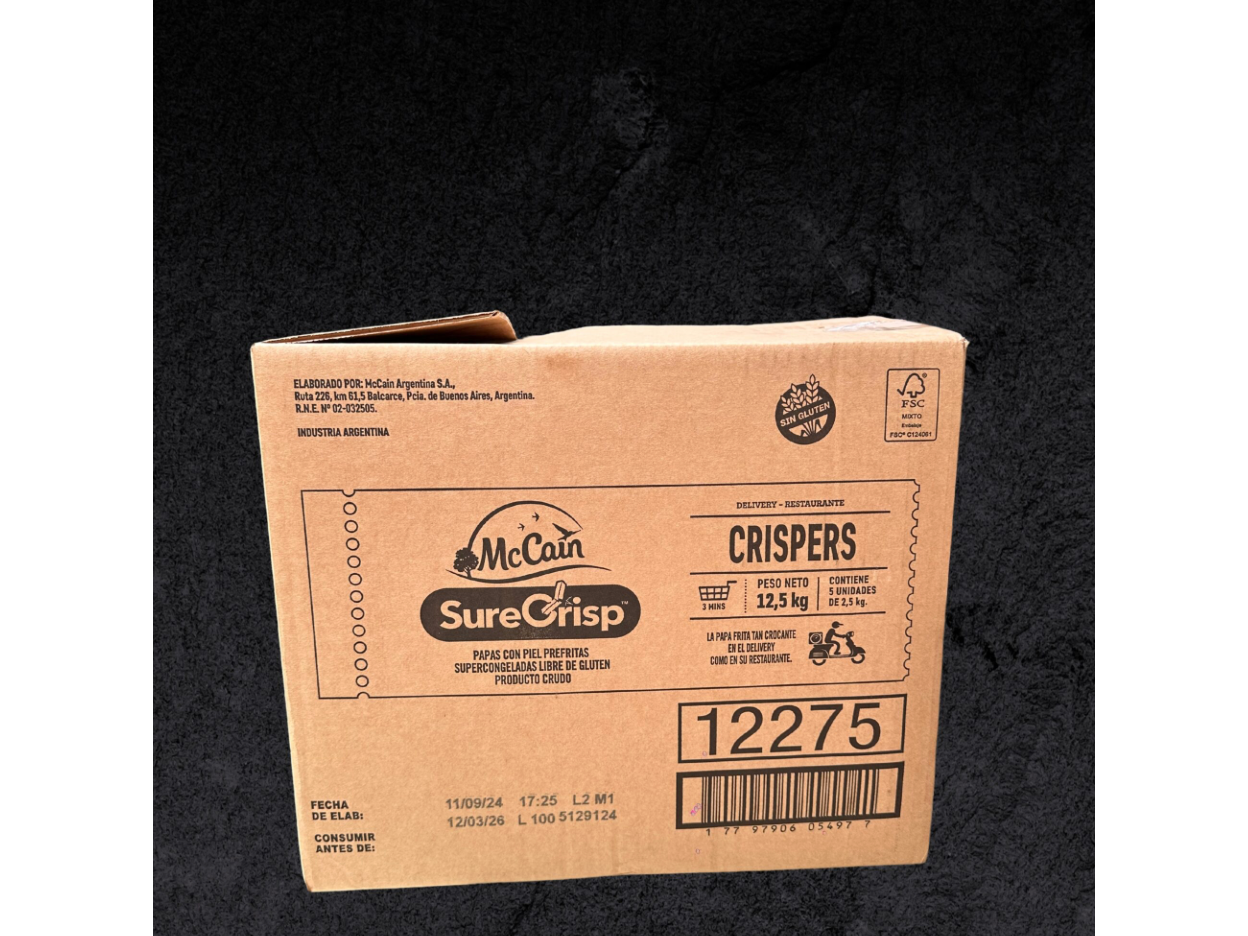 ELABORADO POR: McCain Argentina S.A.,
Ruta 226, km 61,5 Balcarce, Pcia. de Buenos Aires, Argentina.
R.N.E. Nº 02-032505.
INDUSTRIA ARGENTINA
SIN GLUTEN
FSC®
MIXTO
Embalaje
FSC® C124061
McCain
SureCrisp™
PAPAS CON PIEL PREFRITAS
SUPERCONGELADAS LIBRE DE GLUTEN
PRODUCTO CRUDO
DELIVERY - RESTAURANTE
CRISPERS
3 MINS
PESO NETO
12,5 kg
CONTIENE
5 UNIDADES
DE 2,5 kg.
LA PAPA FRITA TAN CROCANTE
EN EL DELIVERY
COMO EN SU RESTAURANTE.
12275
1 77 97906 05497 7
FECHA
DE ELAB:
11/09/24 17:25 L2 M1
12/03/26 L 100 5129124
CONSUMIR
ANTES DE: